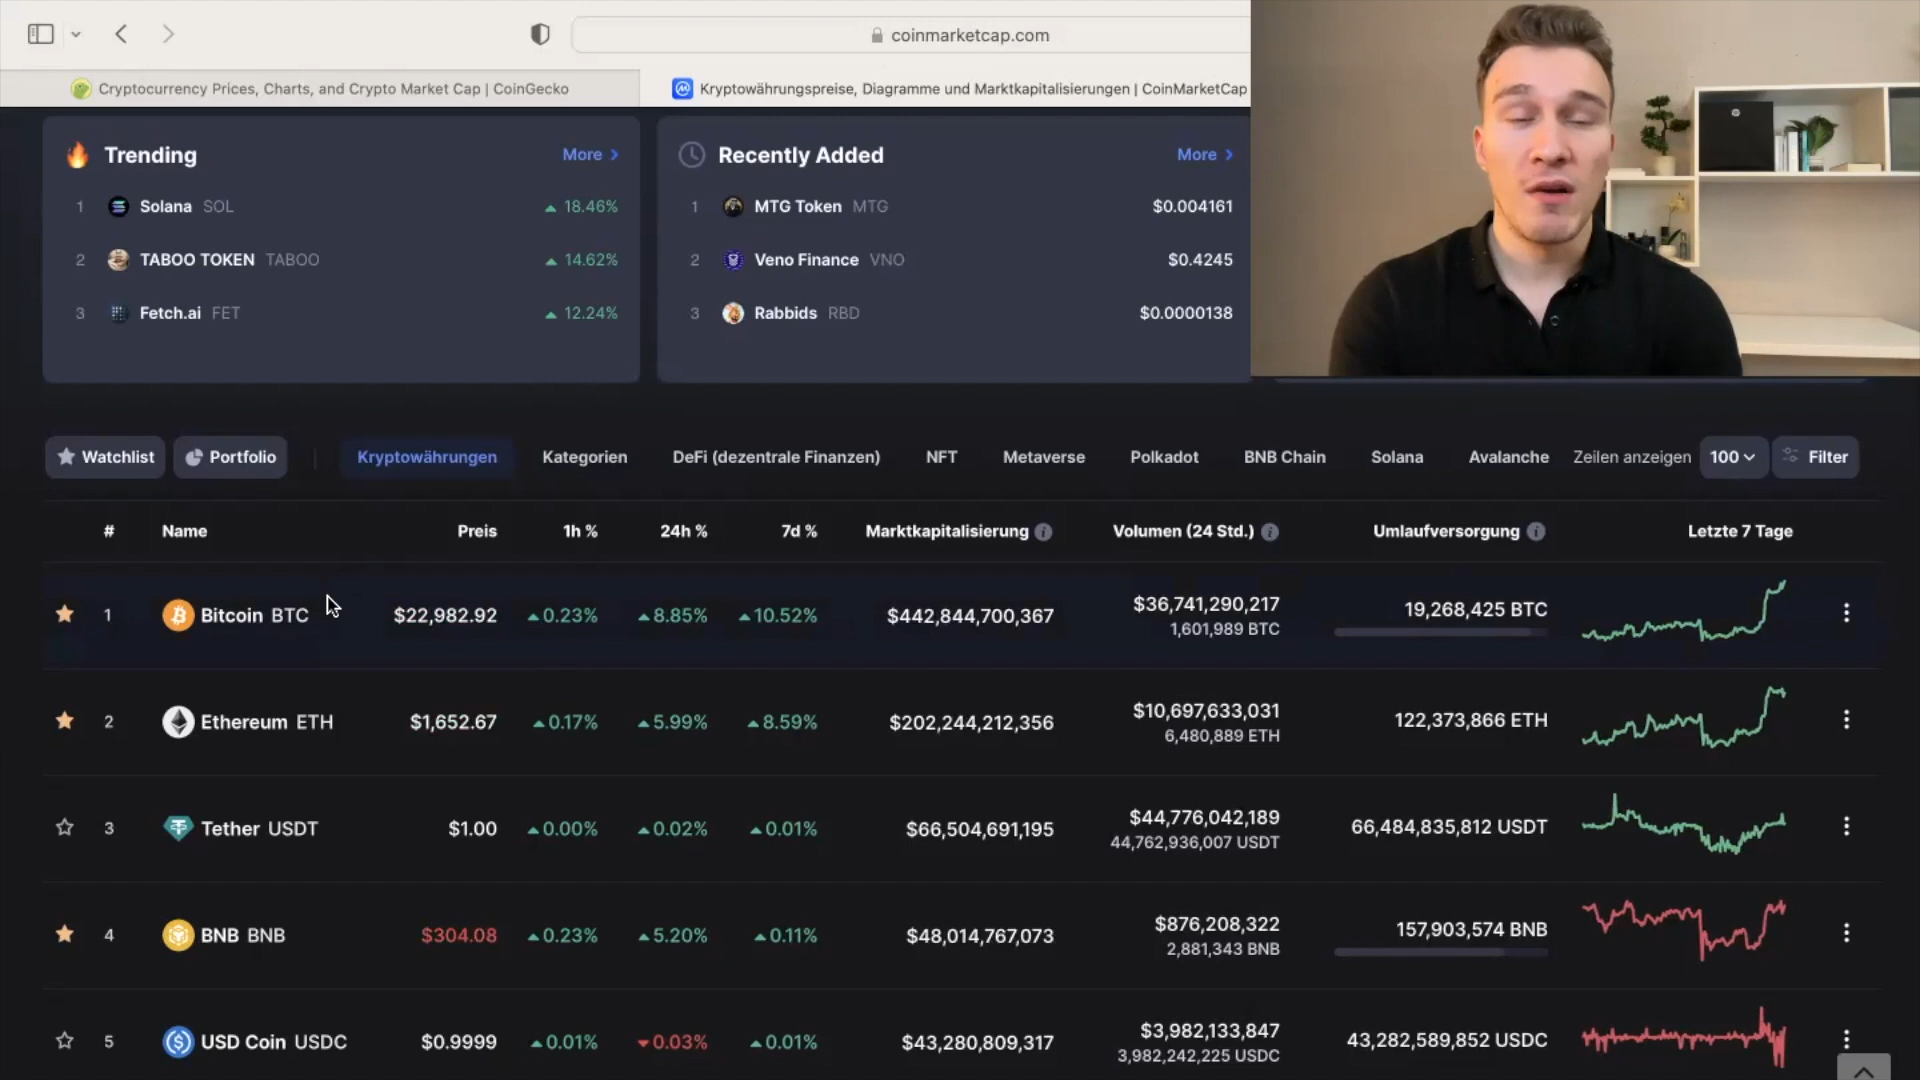 coinmarketcap.com
Cryptocurrency Prices, Charts, and Crypto Market Cap | CoinGecko
Kryptowährungspreise, Diagramme und Marktkapitalisierungen | CoinMarketCap
Trending More
1 Solana SOL 18.46%
2 TABOO TOKEN TABOO 14.62%
3 Fetch.ai FET 12.24%
Recently Added More
1 MTG Token MTG $0.004161
2 Veno Finance VNO $0.4245
3 Rabbids RBD $0.0000138
Watchlist Portfolio Kryptowährungen Kategorien DeFi (dezentrale Finanzen) NFT Metaverse Polkadot BNB Chain Solana Avalanche Zeilen anzeigen 100 Filter
# Name Preis 1h % 24h % 7d % Marktkapitalisierung Volumen (24 Std.) Umlaufversorgung Letzte 7 Tage
1 Bitcoin BTC $22,982.92 0.23% 8.85% 10.52% $442,844,700,367 $36,741,290,217 19,268,425 BTC
1,601,989 BTC
2 Ethereum ETH $1,652.67 0.17% 5.99% 8.59% $202,244,212,356 $10,697,633,031 122,373,866 ETH
6,480,889 ETH
3 Tether USDT $1.00 0.00% 0.02% 0.01% $66,504,691,195 $44,776,042,189 66,484,835,812 USDT
44,762,936,007 USDT
4 BNB BNB $304.08 0.23% 5.20% 0.11% $48,014,767,073 $876,208,322 157,903,574 BNB
2,881,343 BNB
5 USD Coin USDC $0.9999 0.01% 0.03% 0.01% $43,280,809,317 $3,982,133,847 43,282,589,852 USDC
3,982,242,225 USDC